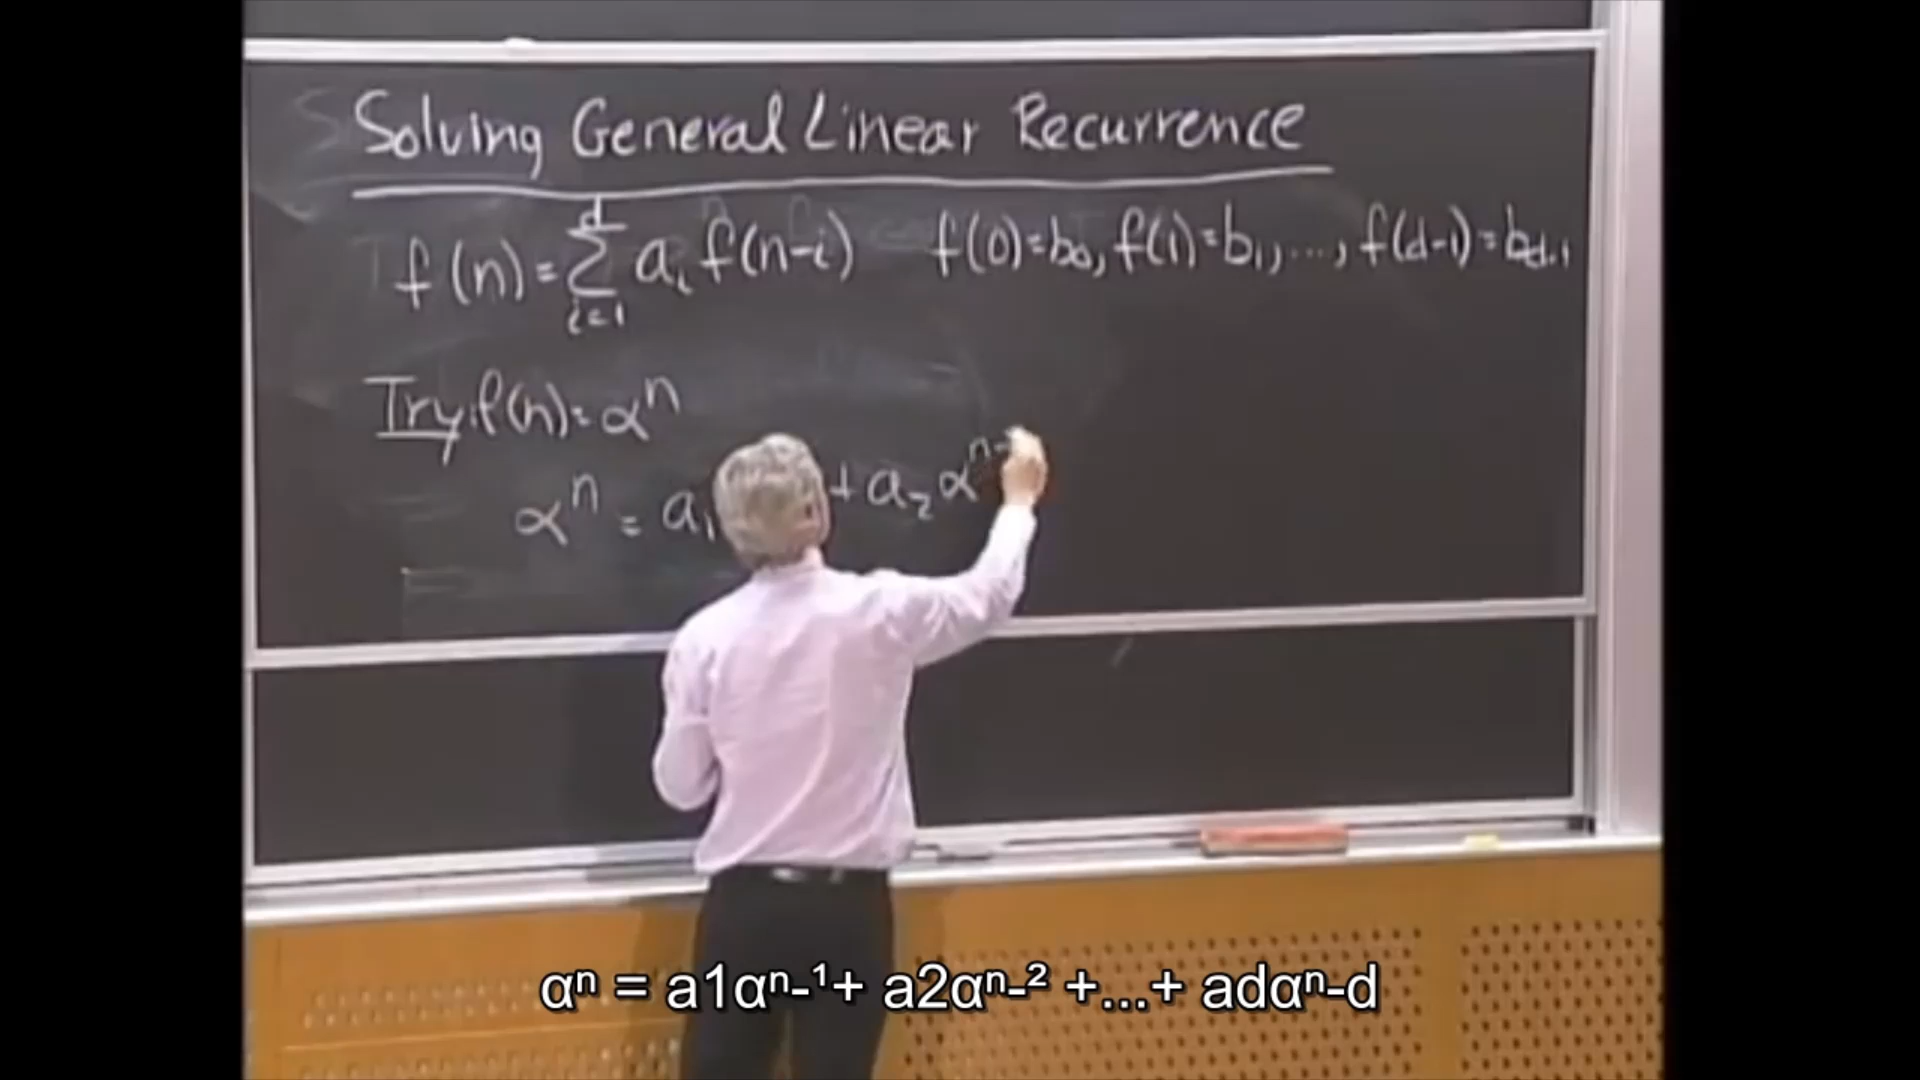 Solving General Linear Recurrence
f(n) = Σ_{i=1}^{d} a_i f(n-i) f(0)=b_0, f(1)=b_1, ..., f(d-1)=b_{d-1}
Try: f(n) = α^n
α^n = a_1 + a_2 α^{n-
αⁿ = a1αⁿ-¹+ a2αⁿ-² +...+ adαⁿ-d